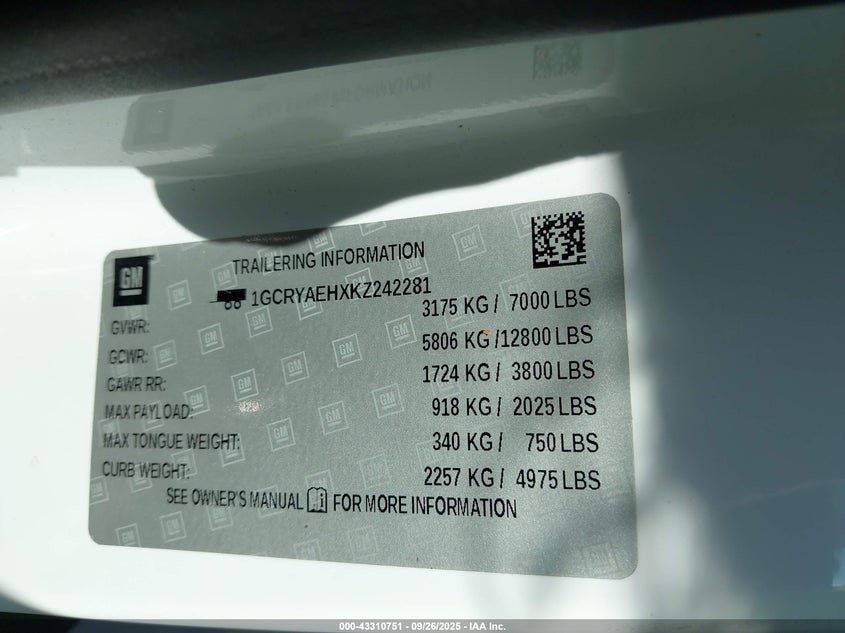 GM
TRAILERING INFORMATION
1GCRYAEHXKZ242281
GVWR: 3175 KG / 7000 LBS
GCWR: 5806 KG / 12800 LBS
GAWR RR: 1724 KG / 3800 LBS
MAX PAYLOAD: 918 KG / 2025 LBS
MAX TONGUE WEIGHT: 340 KG / 750 LBS
CURB WEIGHT: 2257 KG / 4975 LBS
SEE OWNER'S MANUAL FOR MORE INFORMATION
000-43310751 - 09/26/2025 - IAA Inc.